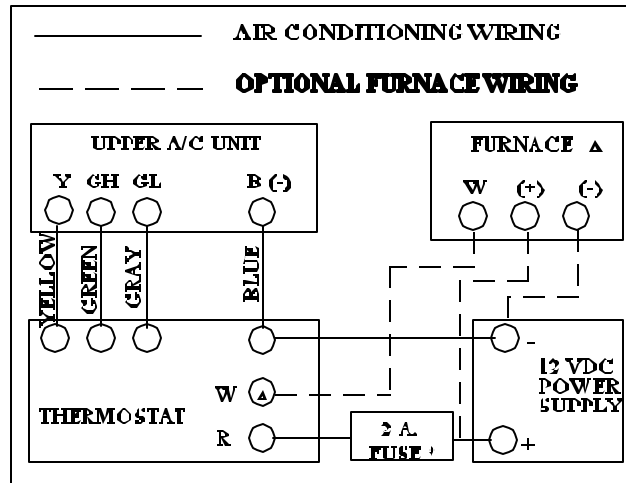 AIR CONDITIONING WIRING
OPTIONAL FURNACE WIRING
UPPER A/C UNIT
Y GH GL B (-)
FURNACE Δ
W (+) (-)
YELLOW
GREEN
GRAY
BLUE
-
12 VDC
POWER
SUPPLY
W Δ
THERMOSTAT
R
2 A.
FUSE
+